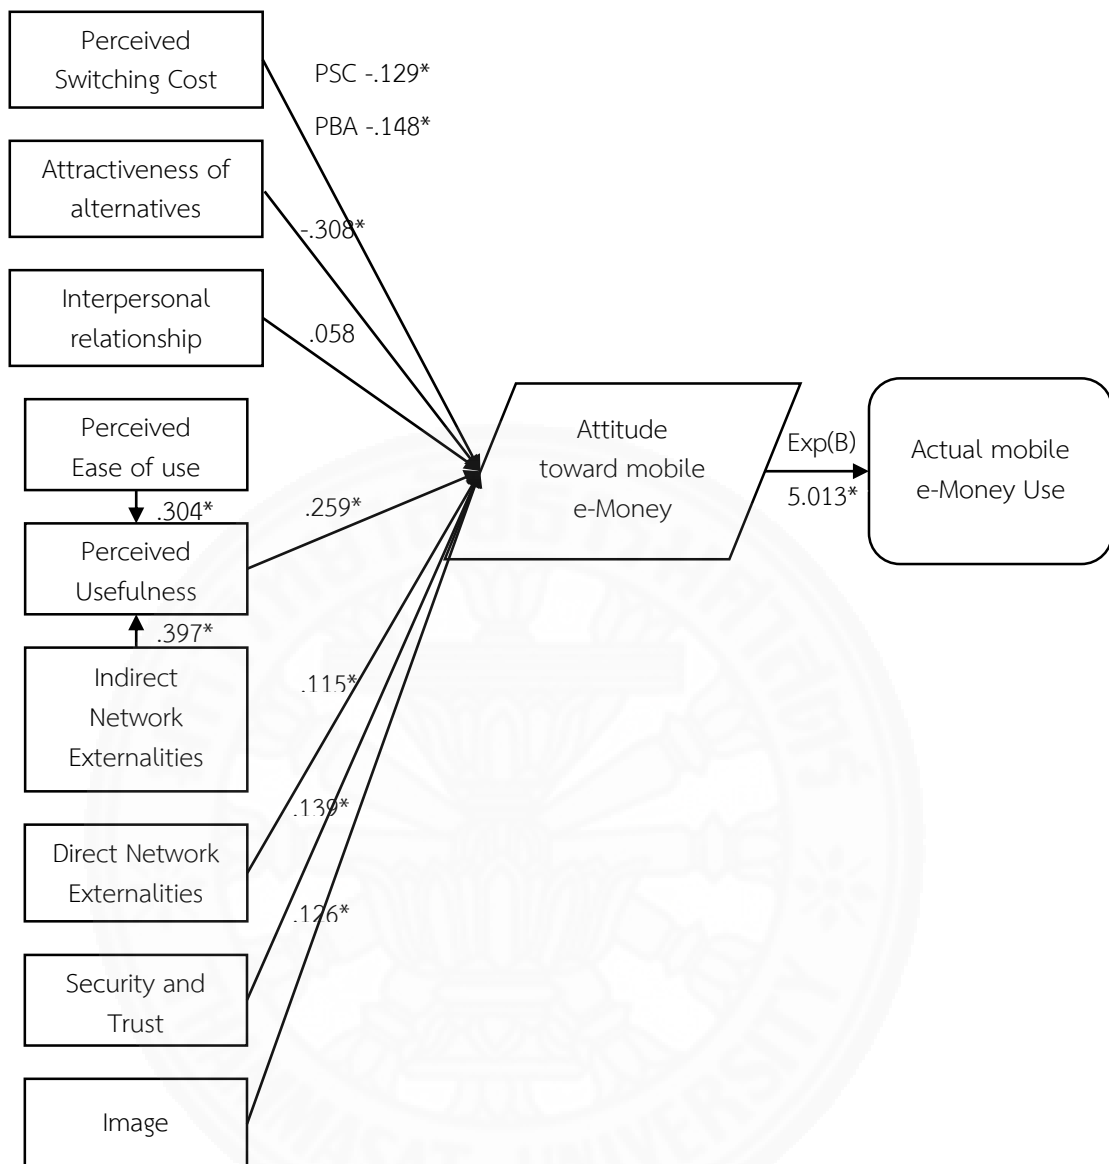 Perceived
Switching Cost
PSC -.129*
PBA -.148*
Attractiveness of
alternatives
-.308*
Interpersonal
relationship
.058
Perceived
Ease of use
.304*
Perceived
Usefulness
.259*
.397*
Indirect
Network
Externalities
.115*
Direct Network
Externalities
.139*
Security and
Trust
.126*
Image
Attitude
toward mobile
e-Money
Exp(B)
5.013*
Actual mobile
e-Money Use
UNIVERSITY